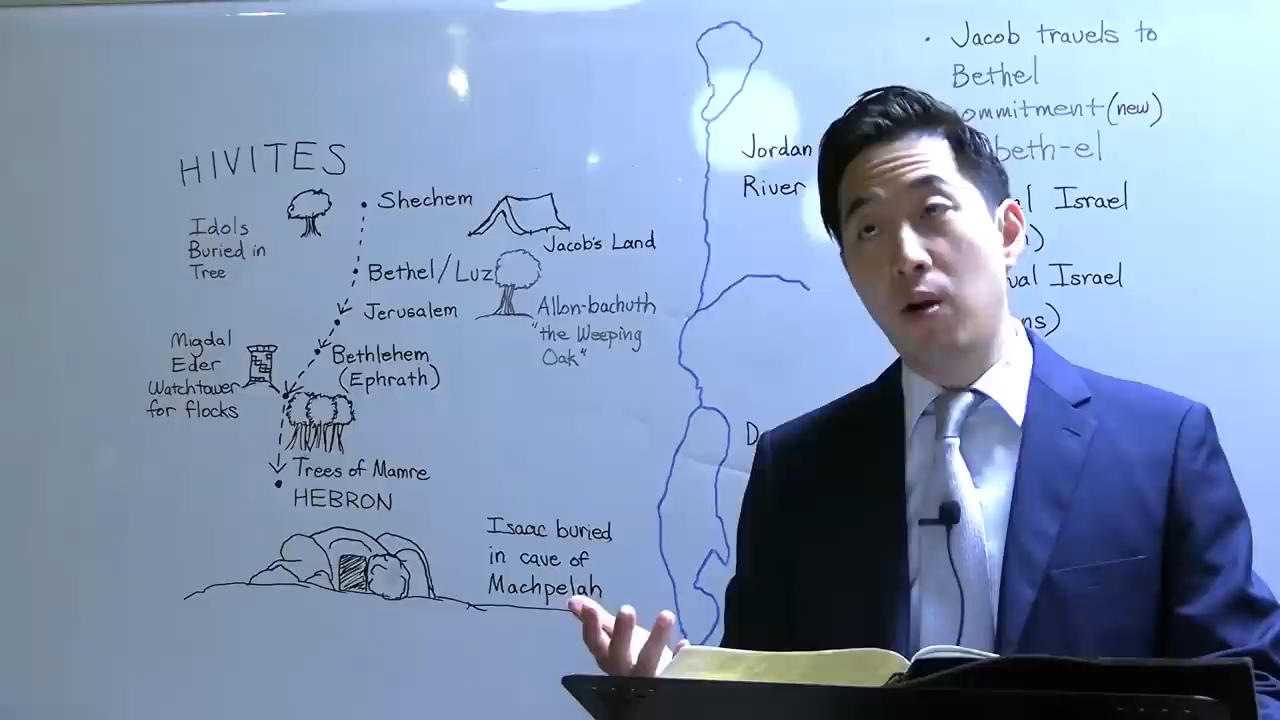 HIVITES
Idols
Buried in
Tree
Shechem
Jacob's Land
Bethel/Luz
Allon-bachuth
"the Weeping
Oak"
Jerusalem
Migdal
Eder
Watchtower
for flocks
Bethlehem
(Ephrath)
Trees of Mamre
HEBRON
Isaac buried
in cave of
Machpelah
Jordan
River
• Jacob travels to
Bethel
ommitment (new)
beth-el
l Israel
)
ual Israel
ns)
D